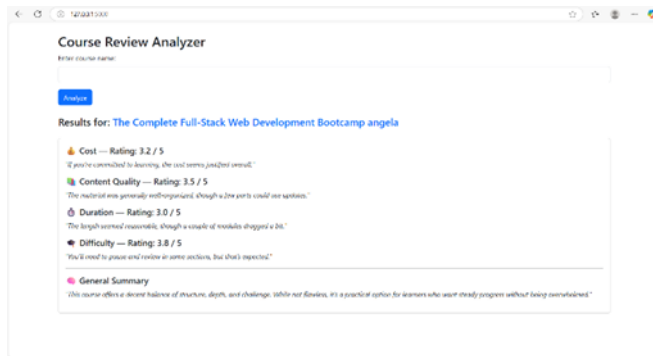 127.0.0.1:5000
Course Review Analyzer
Enter course name:
Analyze
Results for: The Complete Full-Stack Web Development Bootcamp angela
Cost — Rating: 3.2 / 5
"If you're committed to learning, the cost seems justified overall."
Content Quality — Rating: 3.5 / 5
"The material was generally well-organized, though a few parts could use updates."
Duration — Rating: 3.0 / 5
"The length seemed reasonable, though a couple of modules dragged a bit."
Difficulty — Rating: 3.8 / 5
"You'll need to pause and review in some sections, but that's expected."
General Summary
"This course offers a decent balance of structure, depth, and challenge. While not flawless, it's a practical option for learners who want steady progress without being overwhelmed."